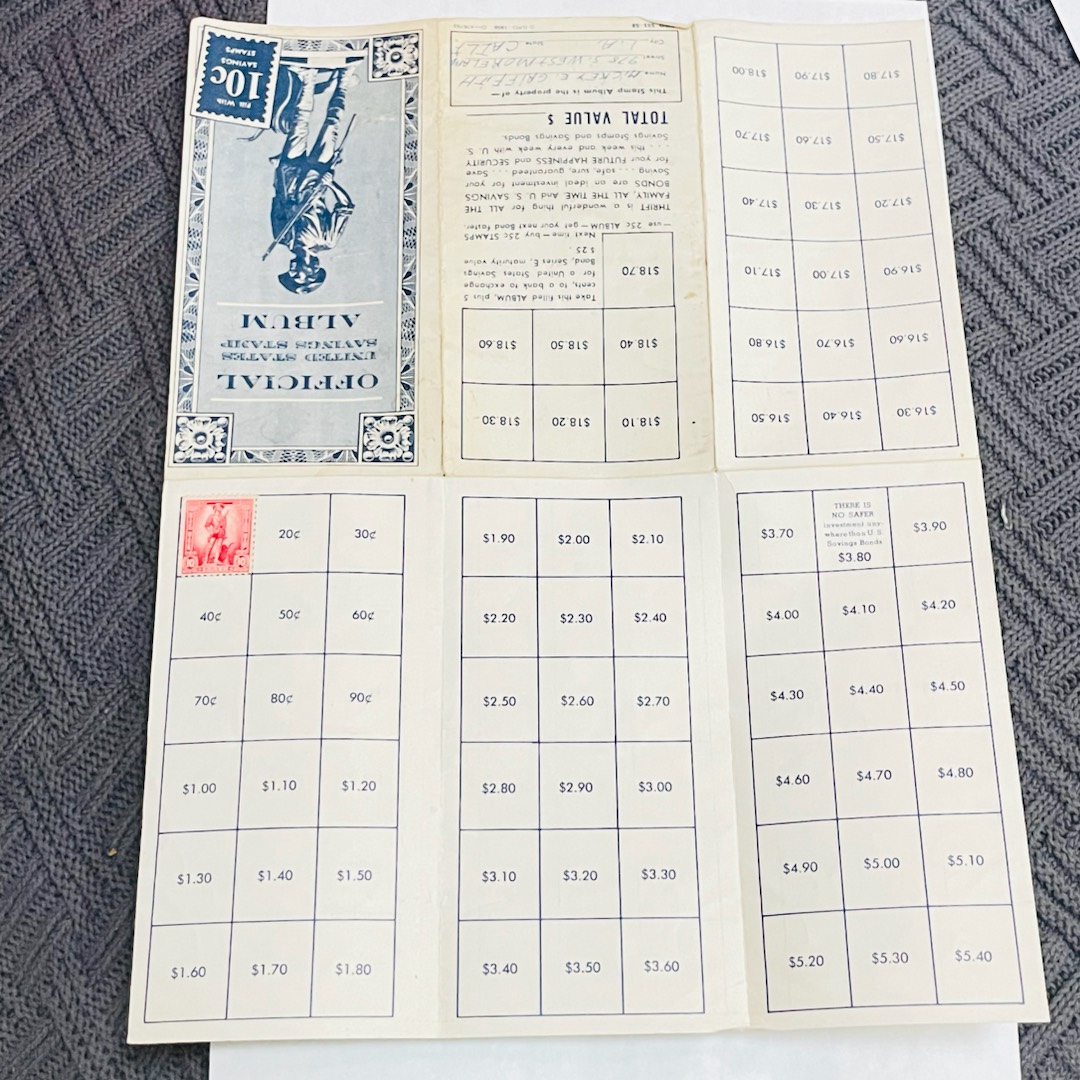 OFFICIAL
UNITED STATES
SAVINGS STAMP
ALBUM
Fill With
10¢
SAVINGS
STAMPS
$18.10 $18.20 $18.30
$18.40 $18.50 $18.60
$18.70
Take this filled ALBUM, plus 5
cents, to a bank to exchange
for a United States Savings
Bond, Series E, maturity value
$25.
Next time—buy 25c STAMPS
—use 25c ALBUM—get your next Bond faster.
THRIFT is a wonderful thing for ALL THE
FAMILY, ALL THE TIME And U. S. SAVINGS
BONDS are an ideal investment for your
Saving . . . . safe, sure, guaranteed . . . . Save
for your FUTURE HAPPINESS and SECURITY
. . . . this week and every week with U. S.
Savings Stamps and Savings Bonds.
TOTAL VALUE $
This Stamp Album is the property of—
Name MICKEY E. GRIFFITH
Street 978 S. WESTMORELAND
City L.A. State CALIF
$16.30 $16.40 $16.50
$16.60 $16.70 $16.80
$16.90 $17.00 $17.10
$17.20 $17.30 $17.40
$17.50 $17.60 $17.70
$17.80 $17.90 $18.00
20¢ 30¢
40¢ 50¢ 60¢
70¢ 80¢ 90¢
$1.00 $1.10 $1.20
$1.30 $1.40 $1.50
$1.60 $1.70 $1.80
$1.90 $2.00 $2.10
$2.20 $2.30 $2.40
$2.50 $2.60 $2.70
$2.80 $2.90 $3.00
$3.10 $3.20 $3.30
$3.40 $3.50 $3.60
$3.70
THERE IS
NO SAFER
investment any-
where than U S
Savings Bonds
$3.80
$3.90
$4.00 $4.10 $4.20
$4.30 $4.40 $4.50
$4.60 $4.70 $4.80
$4.90 $5.00 $5.10
$5.20 $5.30 $5.40